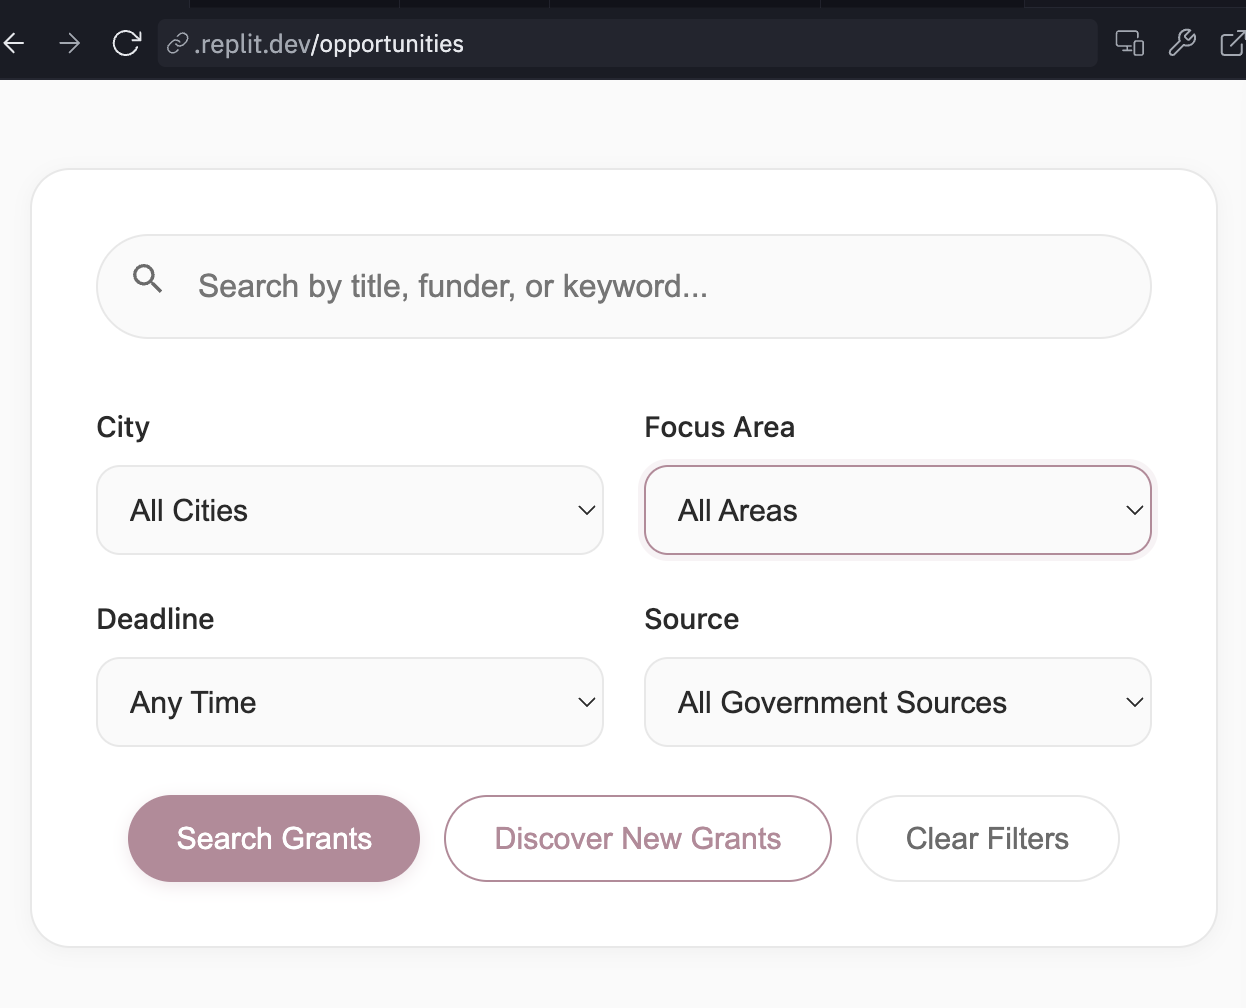 .replit.dev/opportunities
Search by title, funder, or keyword...
City
Focus Area
All Cities
All Areas
Deadline
Source
Any Time
All Government Sources
Search Grants
Discover New Grants
Clear Filters